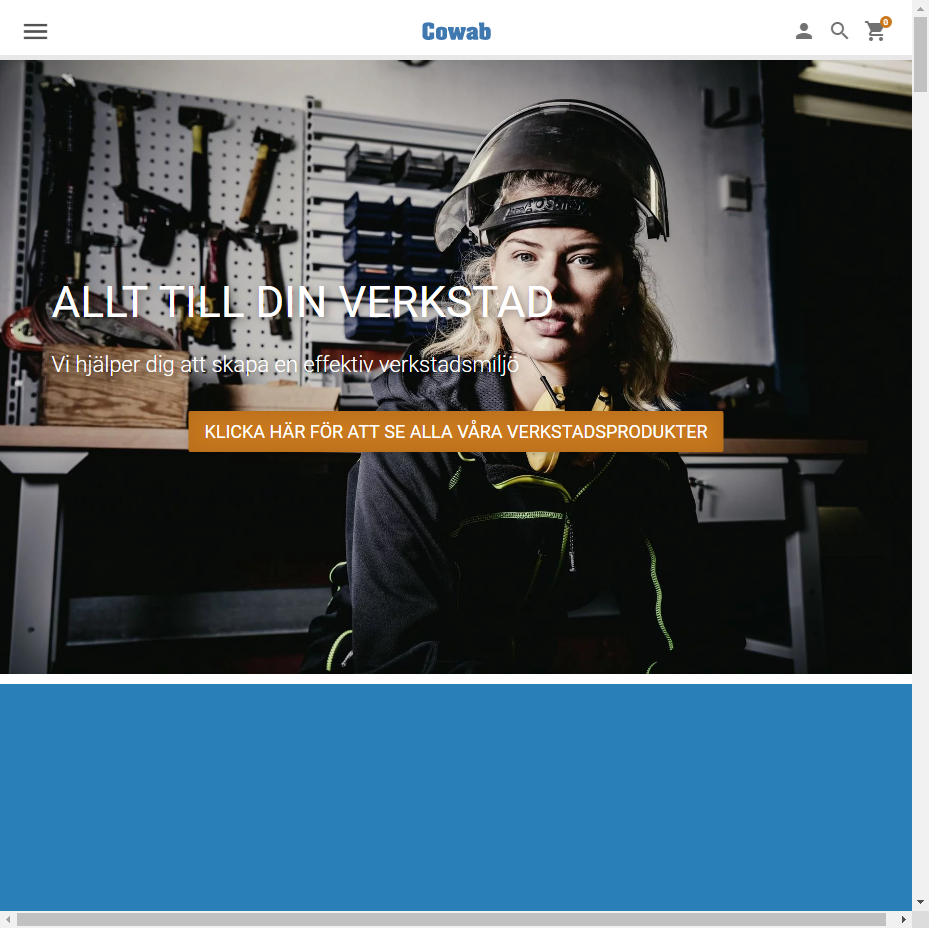 Cowab
0
ALLT TILL DIN VERKSTAD
Vi hjälper dig att skapa en effektiv verkstadsmiljö
KLICKA HÄR FÖR ATT SE ALLA VÅRA VERKSTADSPRODUKTER